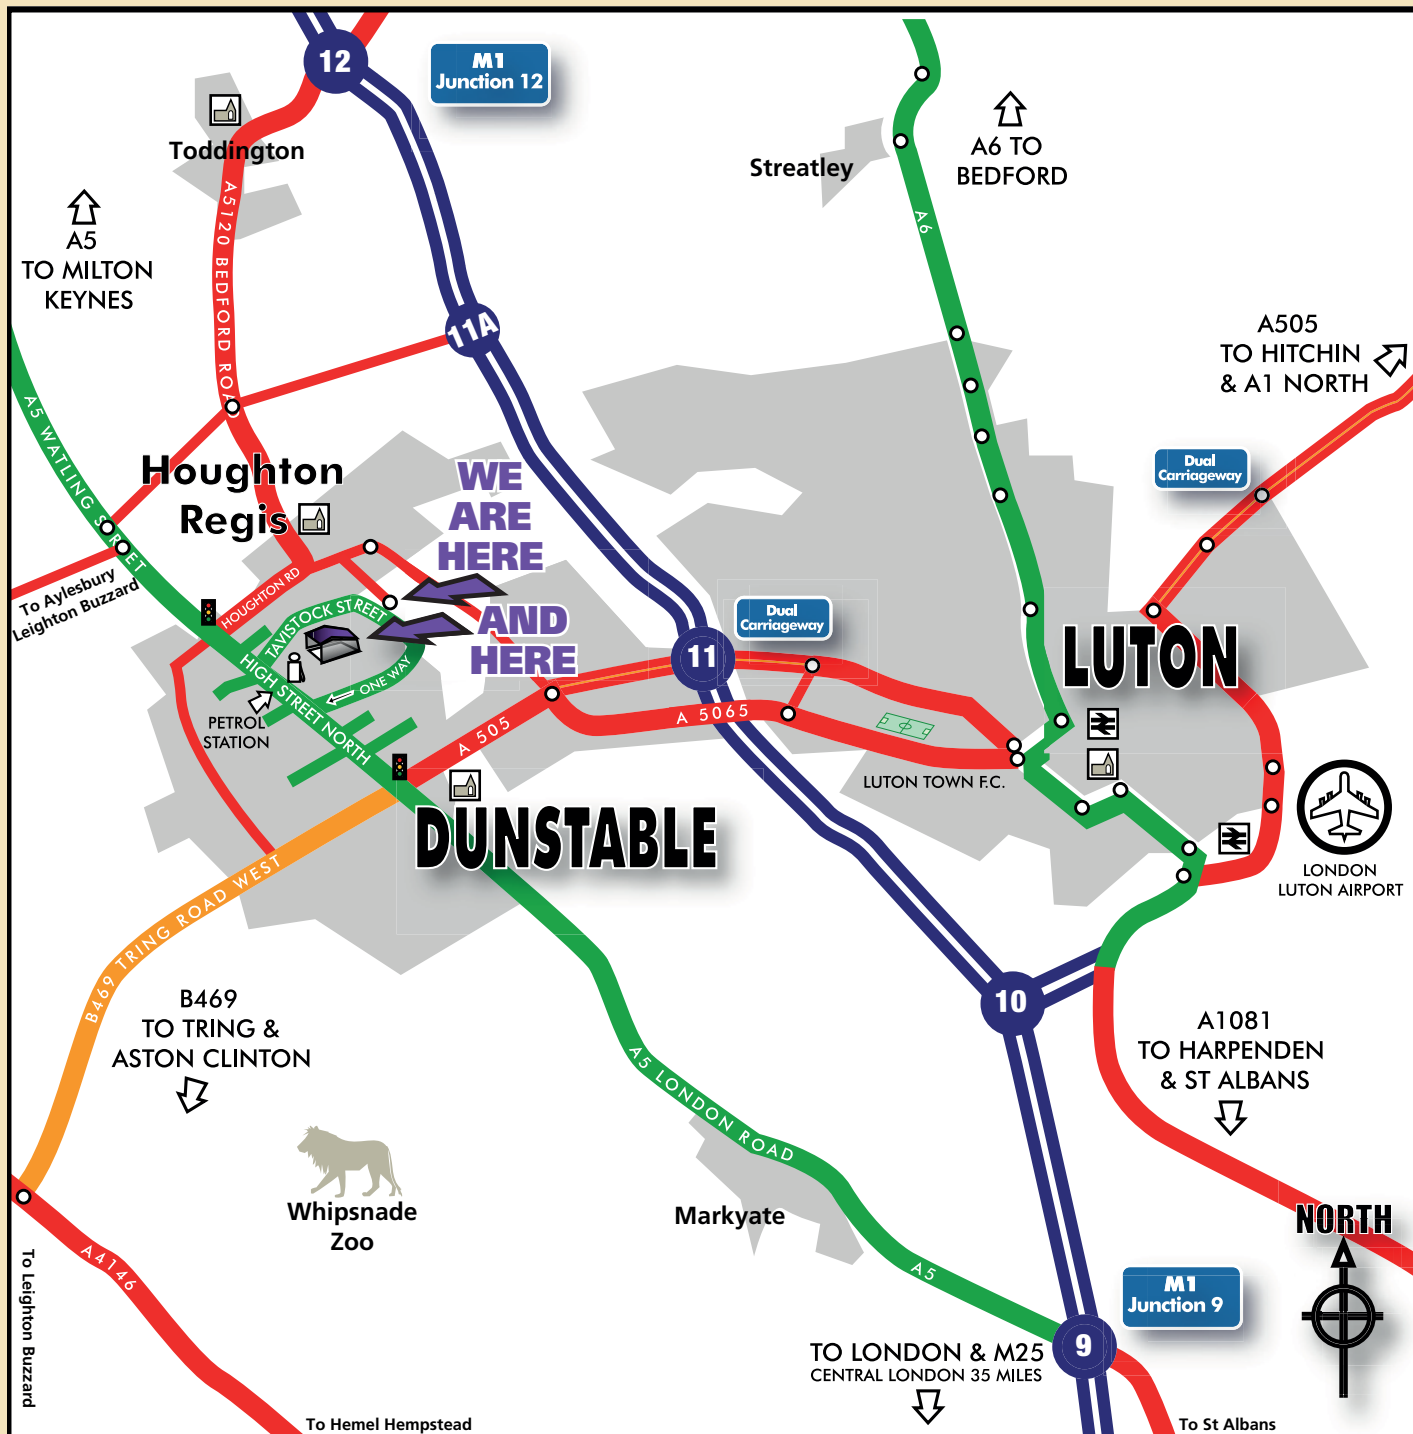 12
M1
Junction 12
Toddington
A5120 BEDFORD ROAD
A5
TO MILTON
KEYNES
Streatley
A6 TO
BEDFORD
A6
11A
A505
TO HITCHIN
& A1 NORTH
Dual
Carriageway
A5 WATLING STREET
Houghton
Regis
WE
ARE
HERE
AND
HERE
To Aylesbury
Leighton Buzzard
HOUGHTON RD
TAVISTOCK STREET
ONE WAY
HIGH STREET NORTH
PETROL
STATION
Dual
Carriageway
11
LUTON
A 505
A 5065
LUTON TOWN F.C.
DUNSTABLE
LONDON
LUTON AIRPORT
B469 TRING ROAD WEST
B469
TO TRING &
ASTON CLINTON
10
A1081
TO HARPENDEN
& ST ALBANS
A5 LONDON ROAD
Whipsnade
Zoo
Markyate
NORTH
A5
M1
Junction 9
9
A4146
To Leighton Buzzard
TO LONDON & M25
CENTRAL LONDON 35 MILES
To Hemel Hempstead
To St Albans